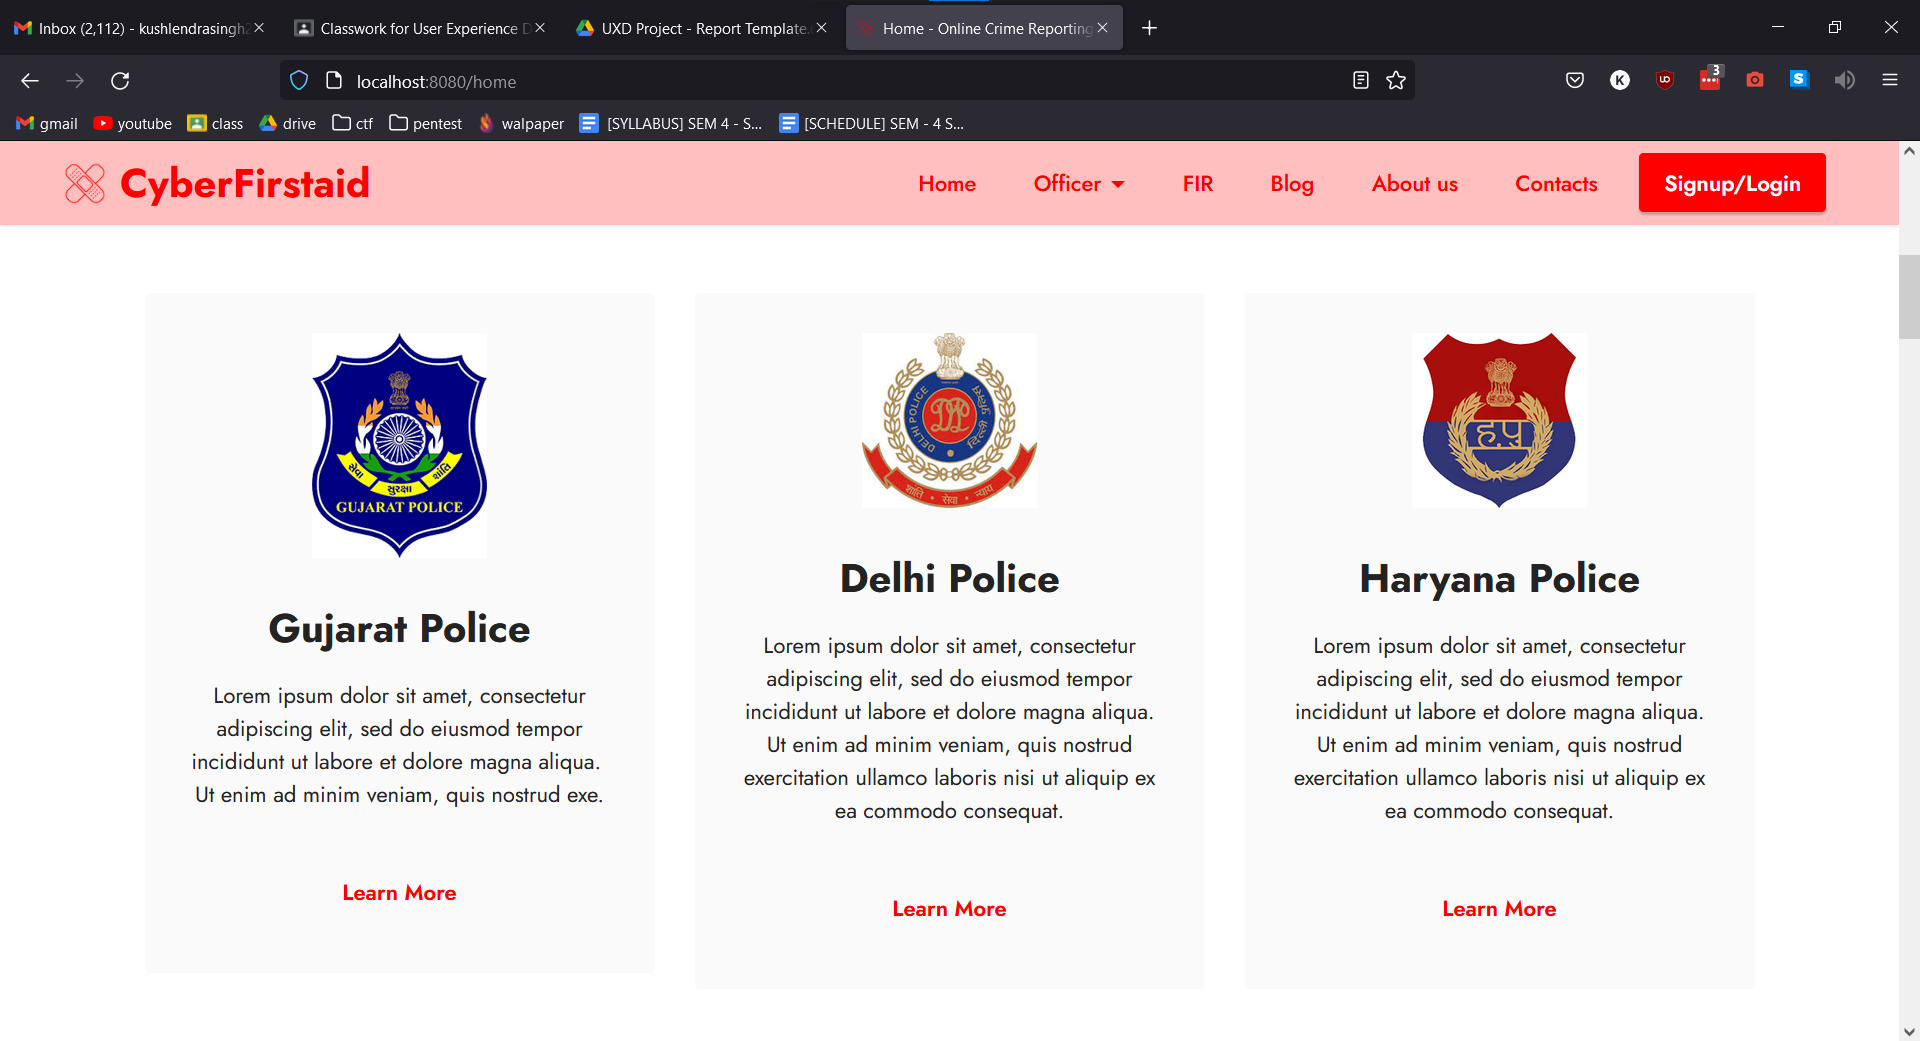 Inbox (2,112) - kushlendrasingh2
Classwork for User Experience D
UXD Project - Report Template.
Home - Online Crime Reporting
localhost:8080/home
3
gmail
youtube
class
drive
ctf
pentest
walpaper
[SYLLABUS] SEM 4 - S...
[SCHEDULE] SEM - 4 S...
CyberFirstaid
Home
Officer
FIR
Blog
About us
Contacts
Signup/Login
સેવા
સુરક્ષા
શાંતિ
GUJARAT POLICE
Gujarat Police
Lorem ipsum dolor sit amet, consectetur
adipiscing elit, sed do eiusmod tempor
incididunt ut labore et dolore magna aliqua.
Ut enim ad minim veniam, quis nostrud exe.
Learn More
DELHI POLICE
दिल्ली पुलिस
DP
शांति • सेवा • न्याय
Delhi Police
Lorem ipsum dolor sit amet, consectetur
adipiscing elit, sed do eiusmod tempor
incididunt ut labore et dolore magna aliqua.
Ut enim ad minim veniam, quis nostrud
exercitation ullamco laboris nisi ut aliquip ex
ea commodo consequat.
Learn More
ह.पु
Haryana Police
Lorem ipsum dolor sit amet, consectetur
adipiscing elit, sed do eiusmod tempor
incididunt ut labore et dolore magna aliqua.
Ut enim ad minim veniam, quis nostrud
exercitation ullamco laboris nisi ut aliquip ex
ea commodo consequat.
Learn More